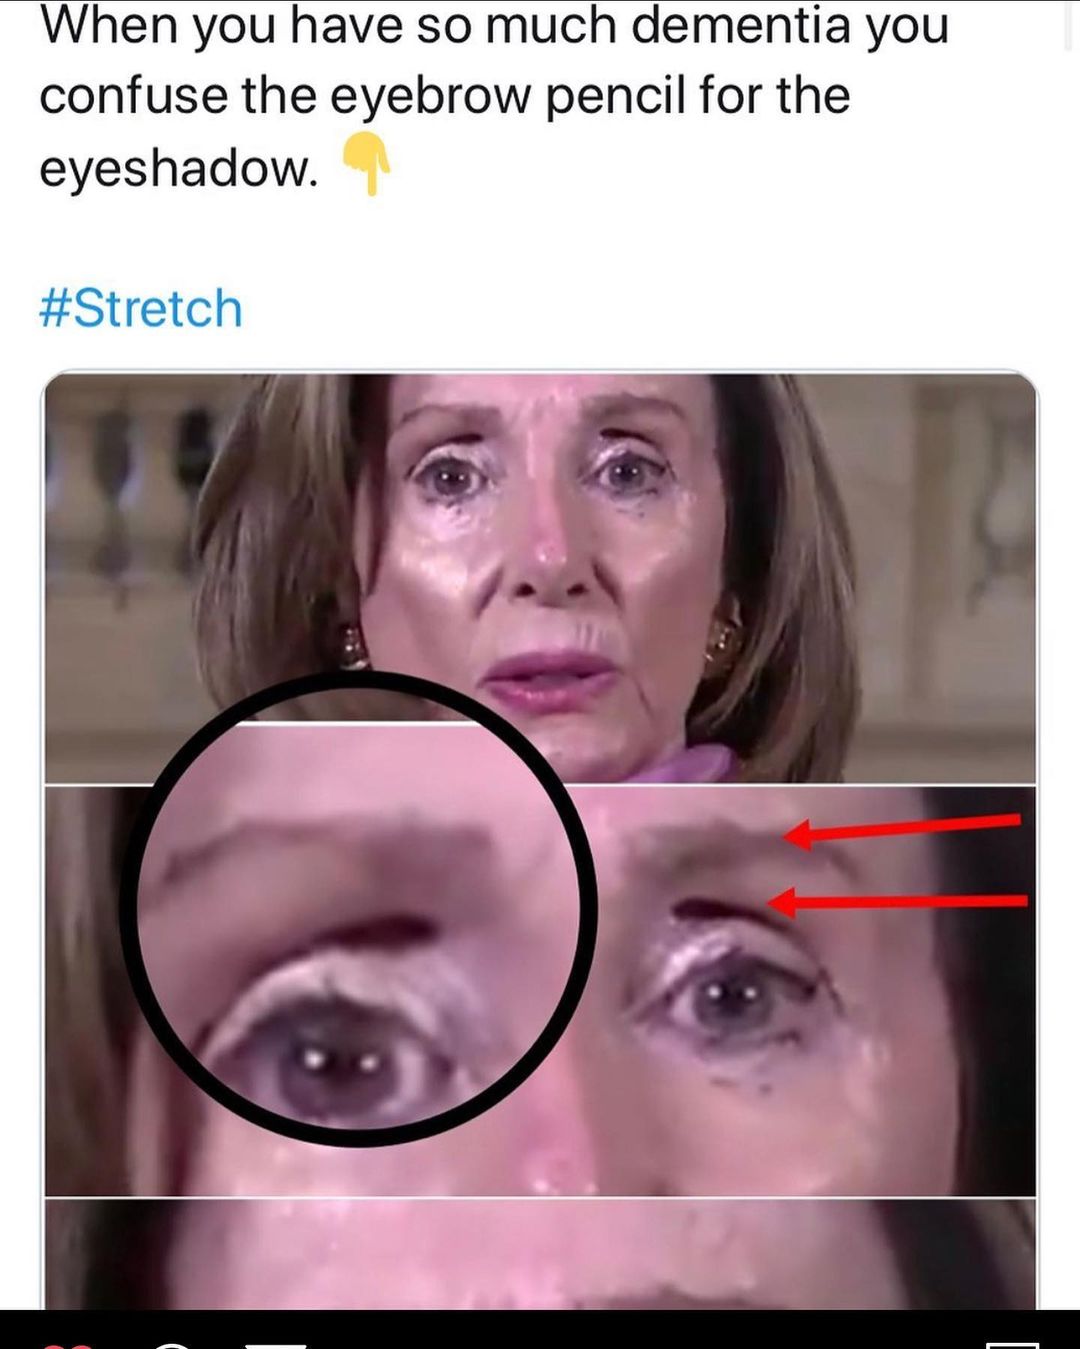 When you have so much dementia you
confuse the eyebrow pencil for the
eyeshadow. 👇
#Stretch